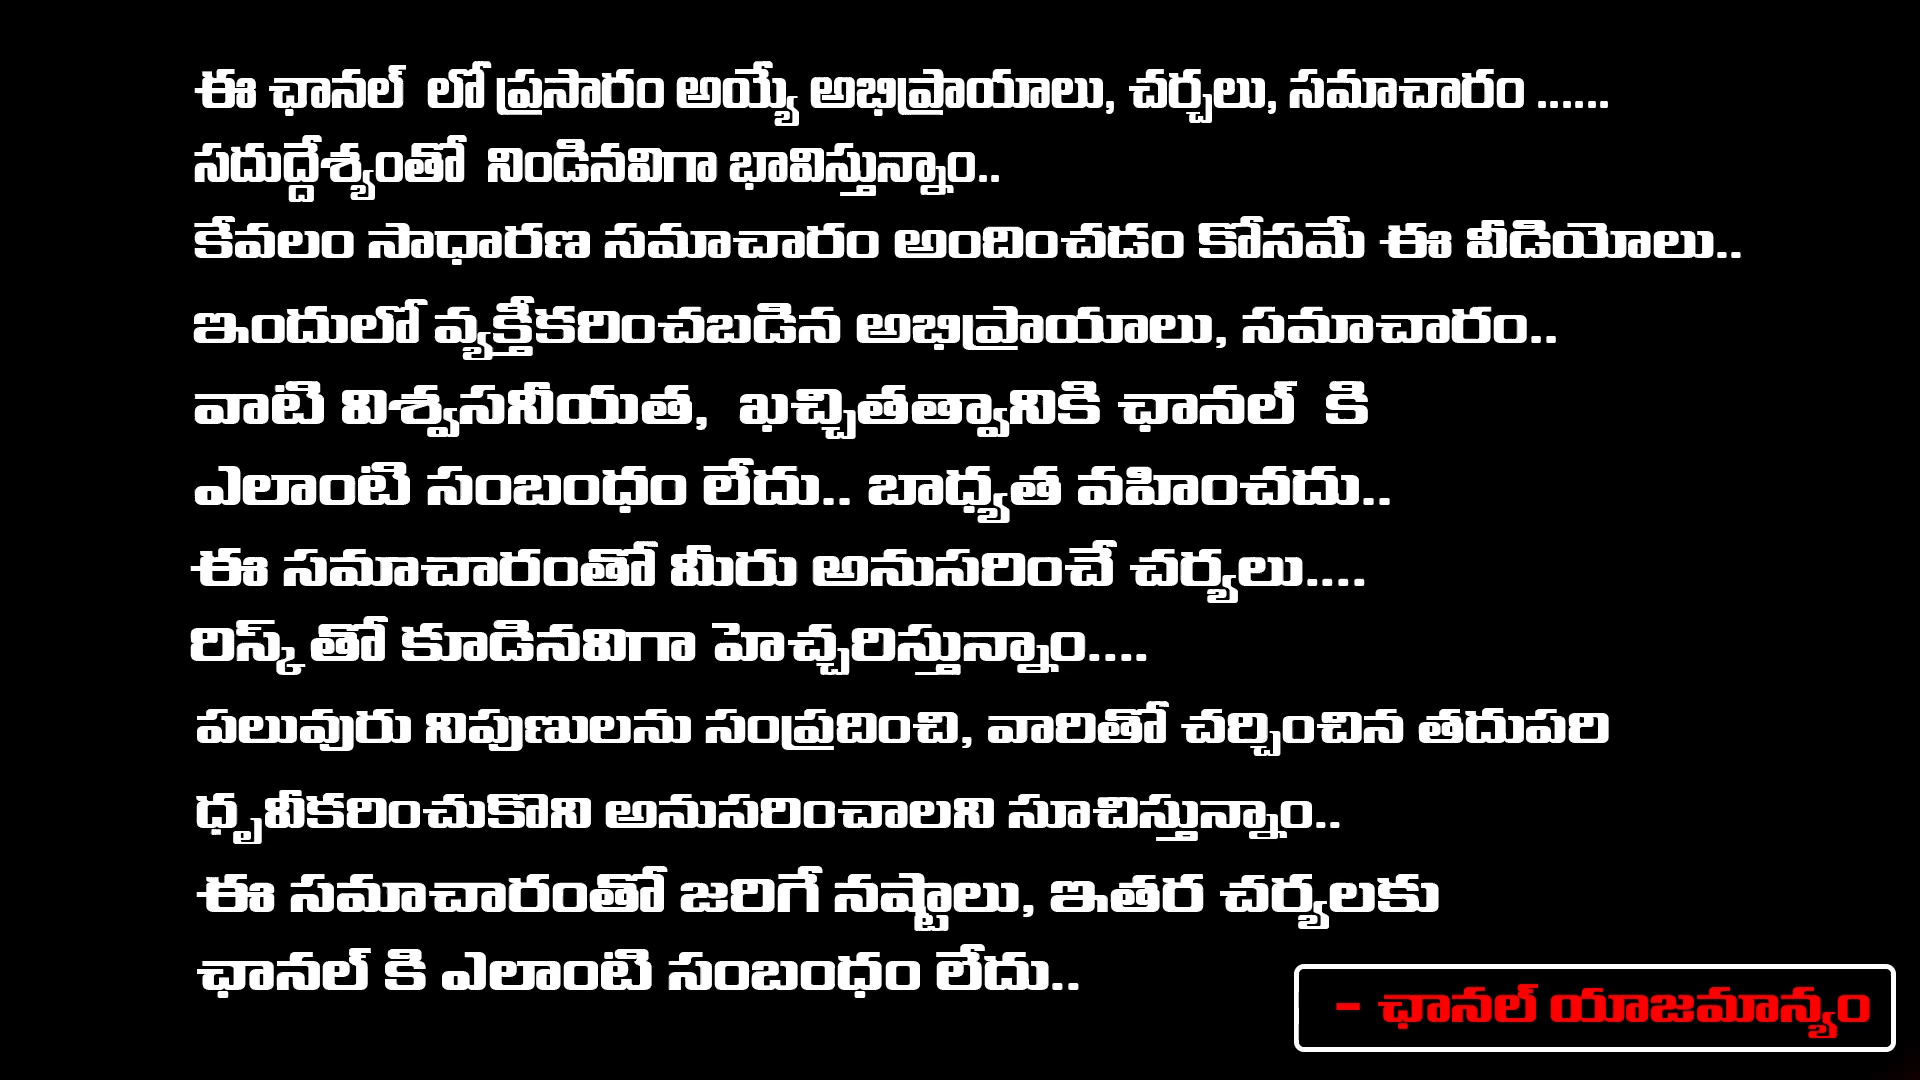 ఈ ఛానల్ లో ప్రసారం అయ్యే అభిప్రాయాలు, చర్చలు, సమాచారం ......
సదుద్దేశ్యంతో నిండినవిగా భావిస్తున్నాం..
కేవలం సాధారణ సమాచారం అందించడం కోసమే ఈ వీడియోలు..
ఇందులో వ్యక్తీకరించబడిన అభిప్రాయాలు, సమాచారం..
వాటి విశ్వసనీయత, ఖచ్చితత్వానికి ఛానల్ కి
ఎలాంటి సంబంధం లేదు.. బాధ్యత వహించదు..
ఈ సమాచారంతో మీరు అనుసరించే చర్యలు....
రిస్క్ తో కూడినవిగా హెచ్చరిస్తున్నాం....
పలువురు నిపుణులను సంప్రదించి, వారితో చర్చించిన తదుపరి
ధృవీకరించుకొని అనుసరించాలని సూచిస్తున్నాం..
ఈ సమాచారంతో జరిగే నష్టాలు, ఇతర చర్యలకు
ఛానల్ కి ఎలాంటి సంబంధం లేదు..
- ఛానల్ యాజమాన్యం